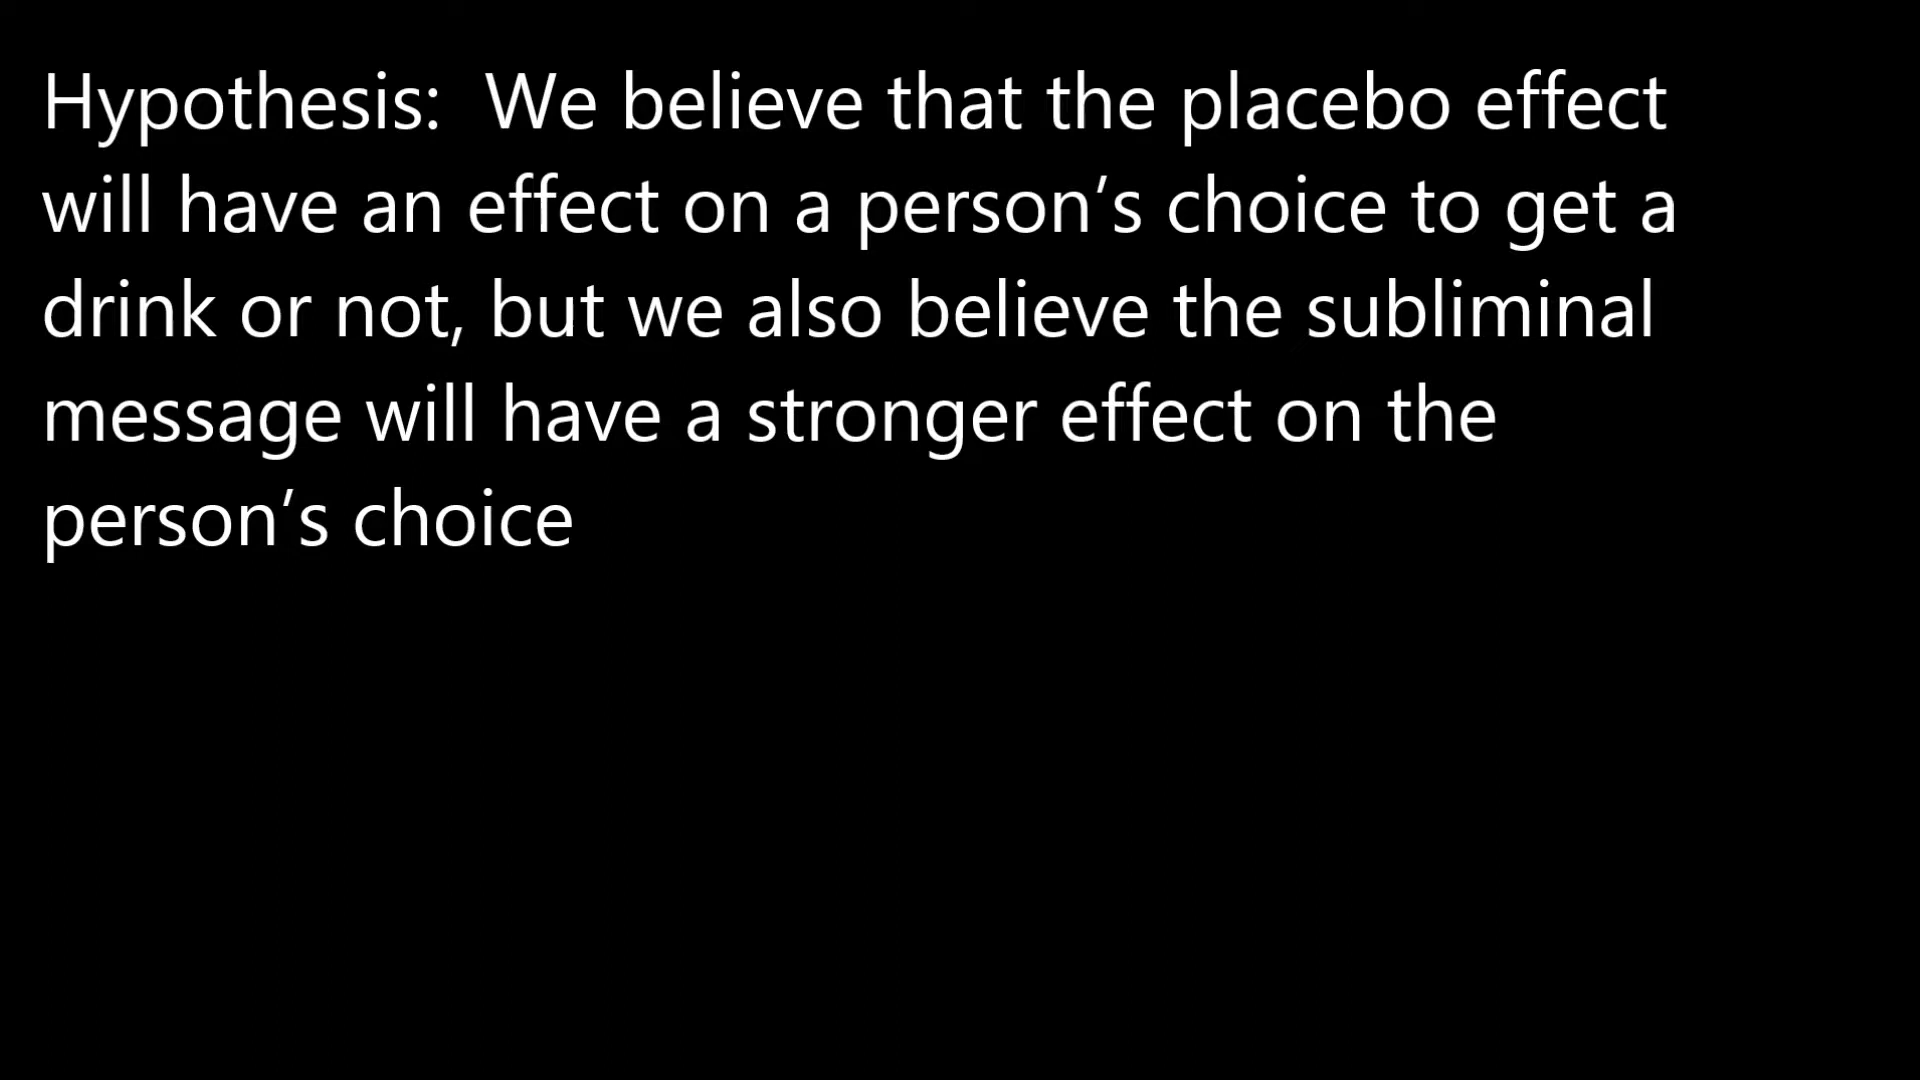 Hypothesis:  We believe that the placebo effect
will have an effect on a person’s choice to get a
drink or not, but we also believe the subliminal
message will have a stronger effect on the
person’s choice